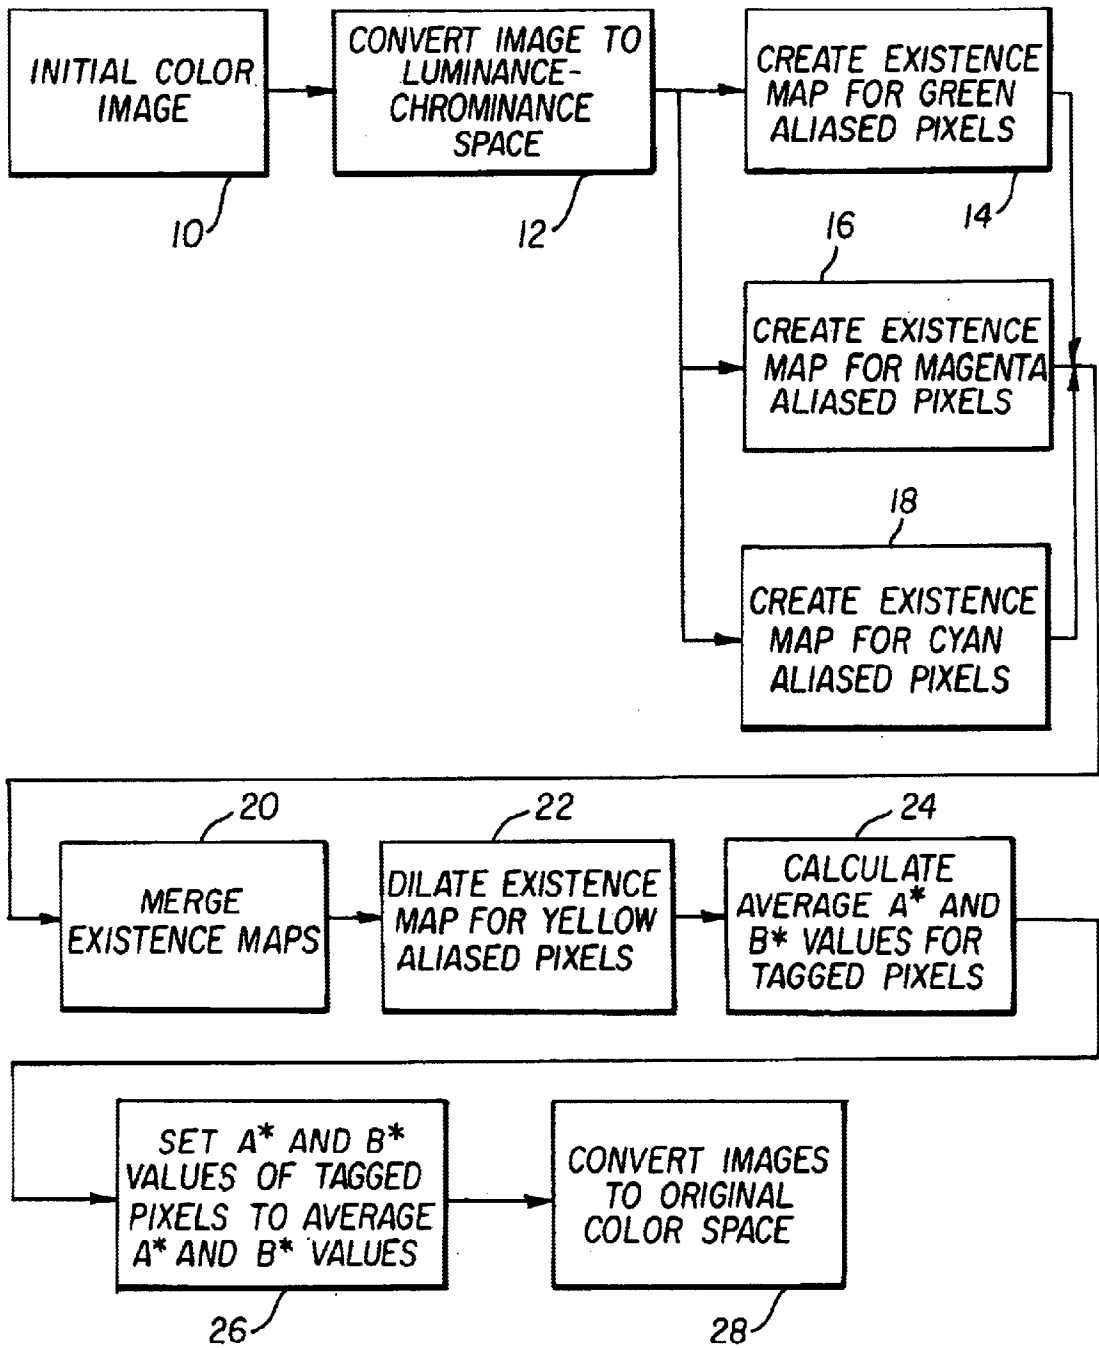 INITIAL COLOR
IMAGE
10
CONVERT IMAGE TO
LUMINANCE-
CHROMINANCE
SPACE
12
CREATE EXISTENCE
MAP FOR GREEN
ALIASED PIXELS
14
16
CREATE EXISTENCE
MAP FOR MAGENTA
ALIASED PIXELS
18
CREATE EXISTENCE
MAP FOR CYAN
ALIASED PIXELS
20
MERGE
EXISTENCE MAPS
22
DILATE EXISTENCE
MAP FOR YELLOW
ALIASED PIXELS
24
CALCULATE
AVERAGE A* AND
B* VALUES FOR
TAGGED PIXELS
SET A* AND B*
VALUES OF TAGGED
PIXELS TO AVERAGE
A* AND B* VALUES
26
CONVERT IMAGES
TO ORIGINAL
COLOR SPACE
28